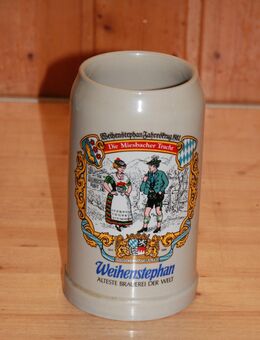 Weihenstephan Jahreskrug 1981
Die Miesbacher Tracht
Weihenstephan
ÄLTESTE BRAUEREI DER WELT